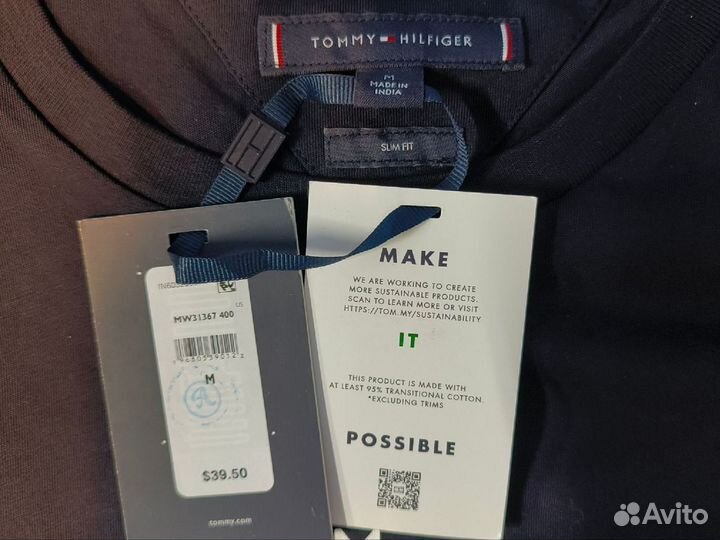 TOMMY HILFIGER
M
MADE IN
INDIA
SLIM FIT
US
MW31367 400
M
$39.50
tommy.com
MAKE
WE ARE WORKING TO CREATE
MORE SUSTAINABLE PRODUCTS.
SCAN TO LEARN MORE OR VISIT
HTTPS://TOM.MY/SUSTAINABILITY
IT
THIS PRODUCT IS MADE WITH
AT LEAST 95% TRANSITIONAL COTTON.
*EXCLUDING TRIMS
POSSIBLE
Avito